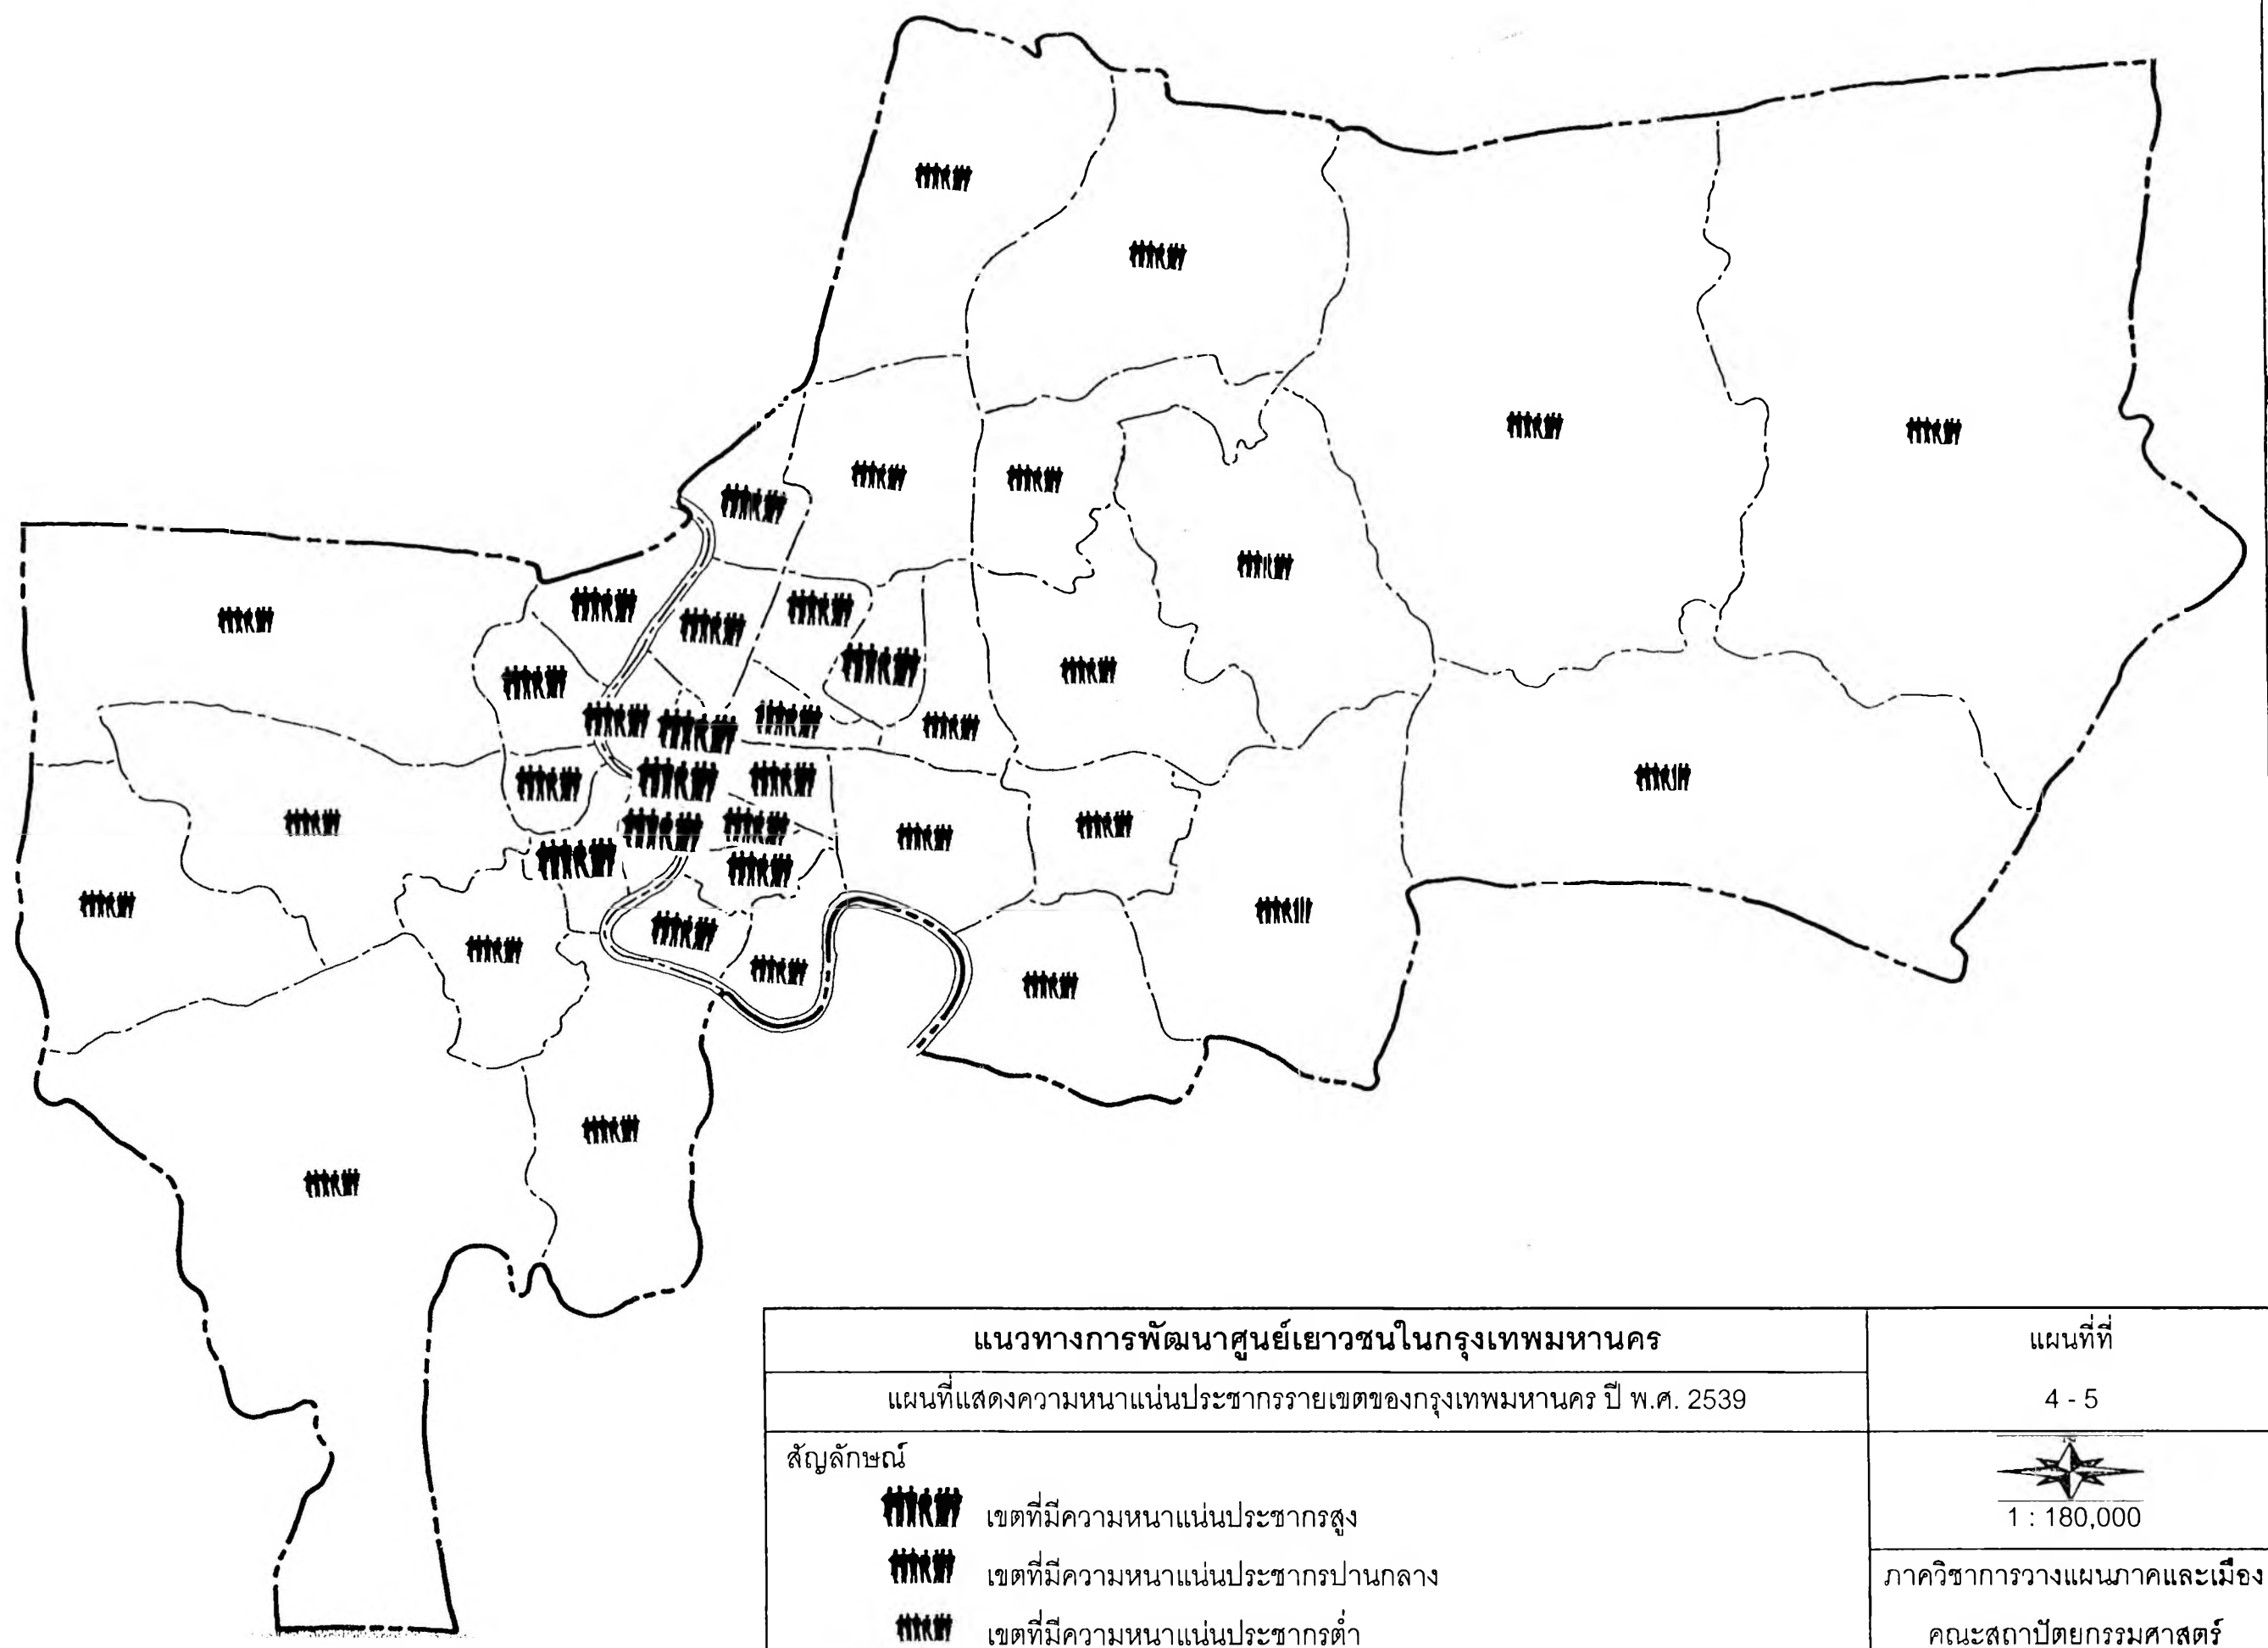 แนวทางการพัฒนาศูนย์เยาวชนในกรุงเทพมหานคร
แผนที่ที่
แผนที่แสดงความหนาแน่นประชากรรายเขตของกรุงเทพมหานคร ปี พ.ศ. 2539
4 - 5
สัญลักษณ์
N
เขตที่มีความหนาแน่นประชากรสูง
1 : 180,000
เขตที่มีความหนาแน่นประชากรปานกลาง
ภาควิชาการวางแผนภาคและเมือง
เขตที่มีความหนาแน่นประชากรต่ำ
คณะสถาปัตยกรรมศาสตร์